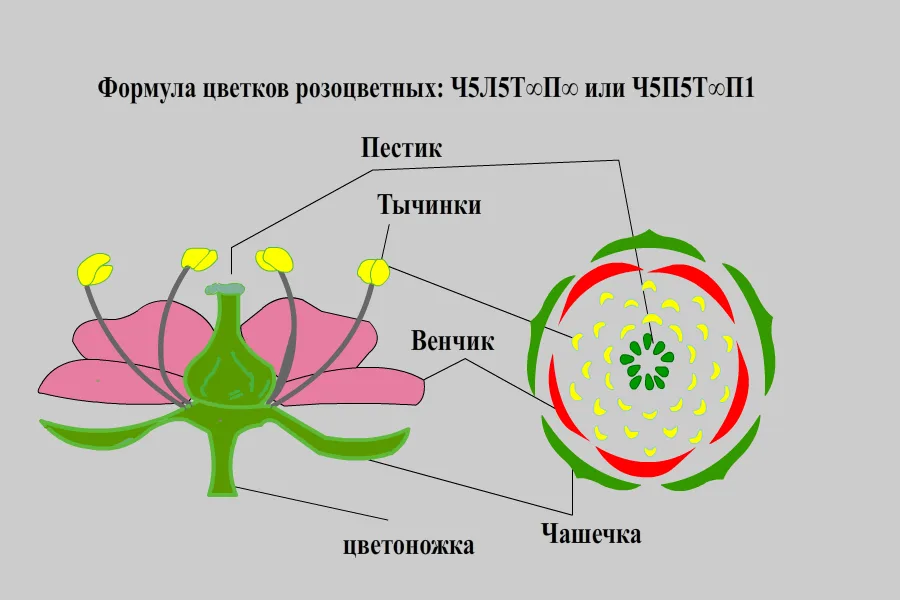 Формула цветков розоцветных: Ч5Л5Т∞П∞ или Ч5П5Т∞П1
Пестик
Тычинки
Венчик
Чашечка
цветоножка